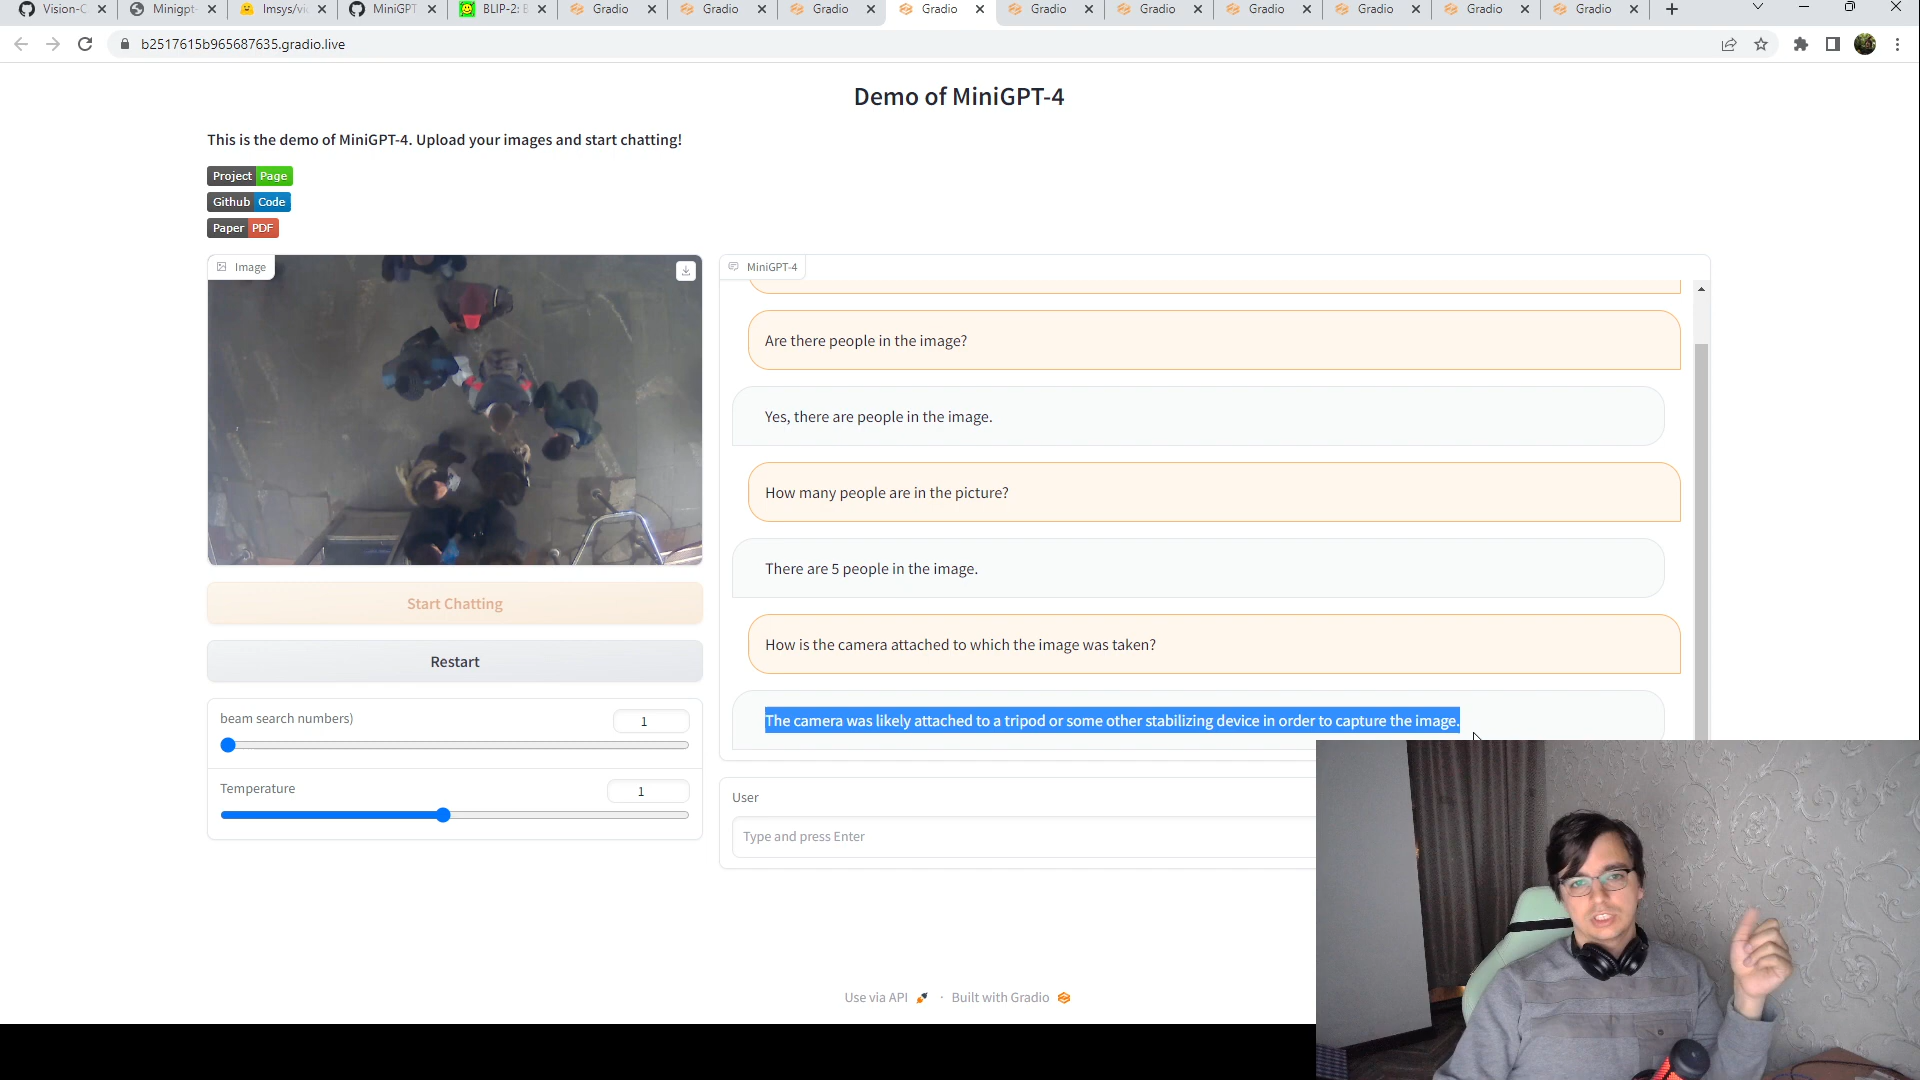 Vision-C
Minigpt-
lmsys/vi
MiniGPT
BLIP-2: B
Gradio
Gradio
Gradio
Gradio
Gradio
Gradio
Gradio
Gradio
Gradio
Gradio
b2517615b965687635.gradio.live
Demo of MiniGPT-4
This is the demo of MiniGPT-4. Upload your images and start chatting!
Project Page
Github Code
Paper PDF
Image
MiniGPT-4
Are there people in the image?
Yes, there are people in the image.
How many people are in the picture?
There are 5 people in the image.
How is the camera attached to which the image was taken?
The camera was likely attached to a tripod or some other stabilizing device in order to capture the image.
Start Chatting
Restart
beam search numbers)
1
Temperature
1
User
Type and press Enter
Use via API · Built with Gradio